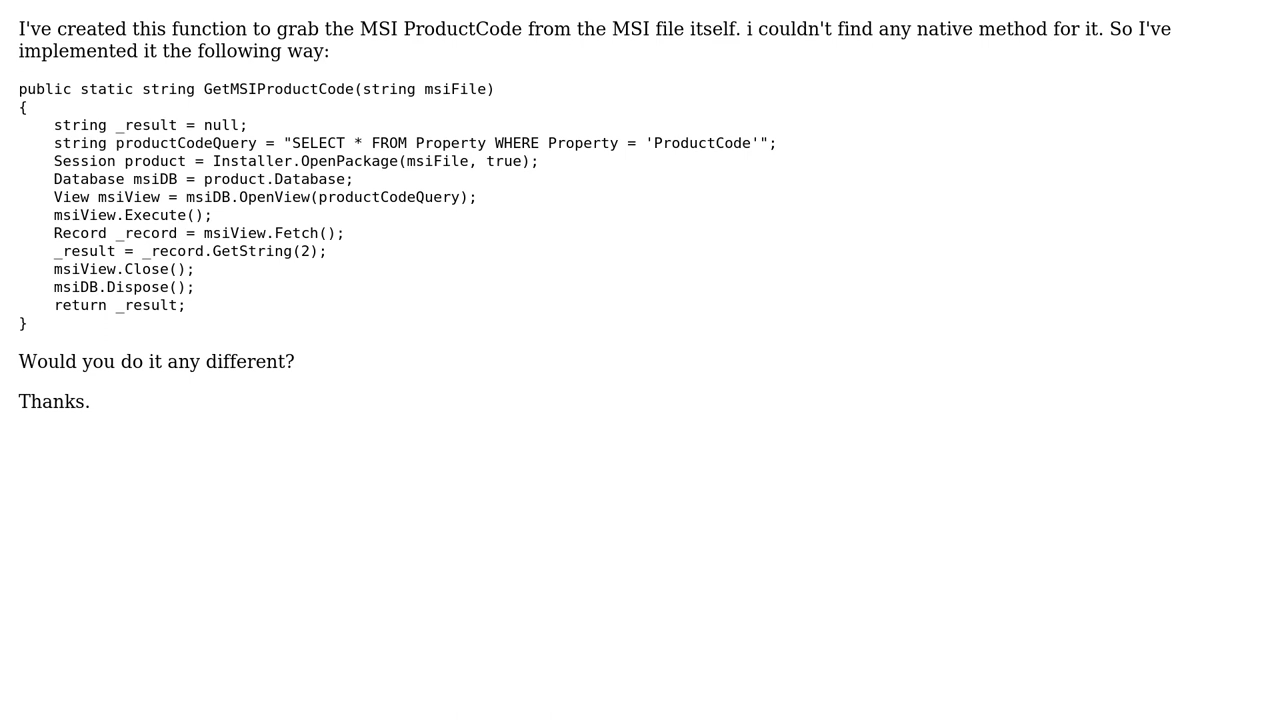 I've created this function to grab the MSI ProductCode from the MSI file itself. i couldn't find any native method for it. So I've
implemented it the following way:
public static string GetMSIProductCode(string msiFile)
{
    string _result = null;
    string productCodeQuery = "SELECT * FROM Property WHERE Property = 'ProductCode'";
    Session product = Installer.OpenPackage(msiFile, true);
    Database msiDB = product.Database;
    View msiView = msiDB.OpenView(productCodeQuery);
    msiView.Execute();
    Record _record = msiView.Fetch();
    _result = _record.GetString(2);
    msiView.Close();
    msiDB.Dispose();
    return _result;
}
Would you do it any different?
Thanks.